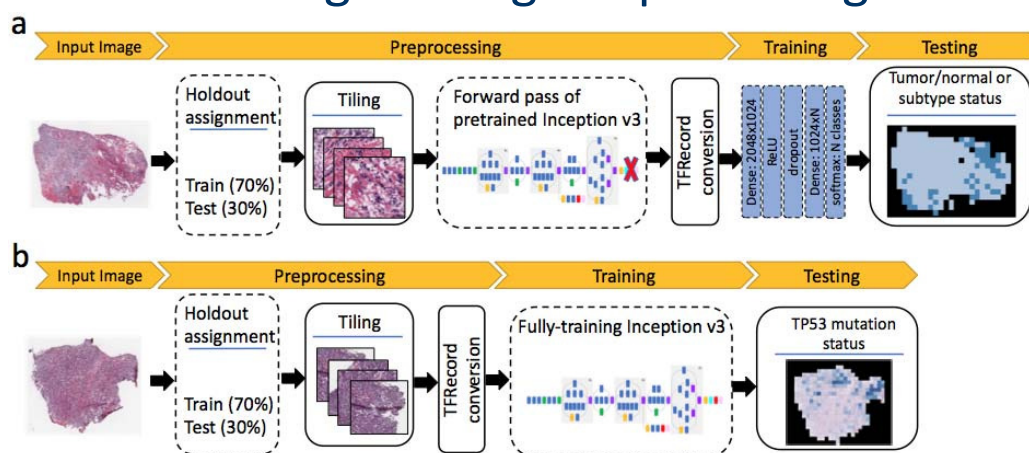 a
Input Image
Preprocessing
Training
Testing
Holdout
assignment
Train (70%)
Test (30%)
Tiling
Forward pass of
pretrained Inception v3
TFRecord
conversion
Dense: 2048x1024
ReLU
dropout
Dense: 1024xN
softmax: N classes
Tumor/normal or
subtype status
b
Input Image
Preprocessing
Training
Testing
Holdout
assignment
Train (70%)
Test (30%)
Tiling
TFRecord
conversion
Fully-training Inception v3
TP53 mutation
status